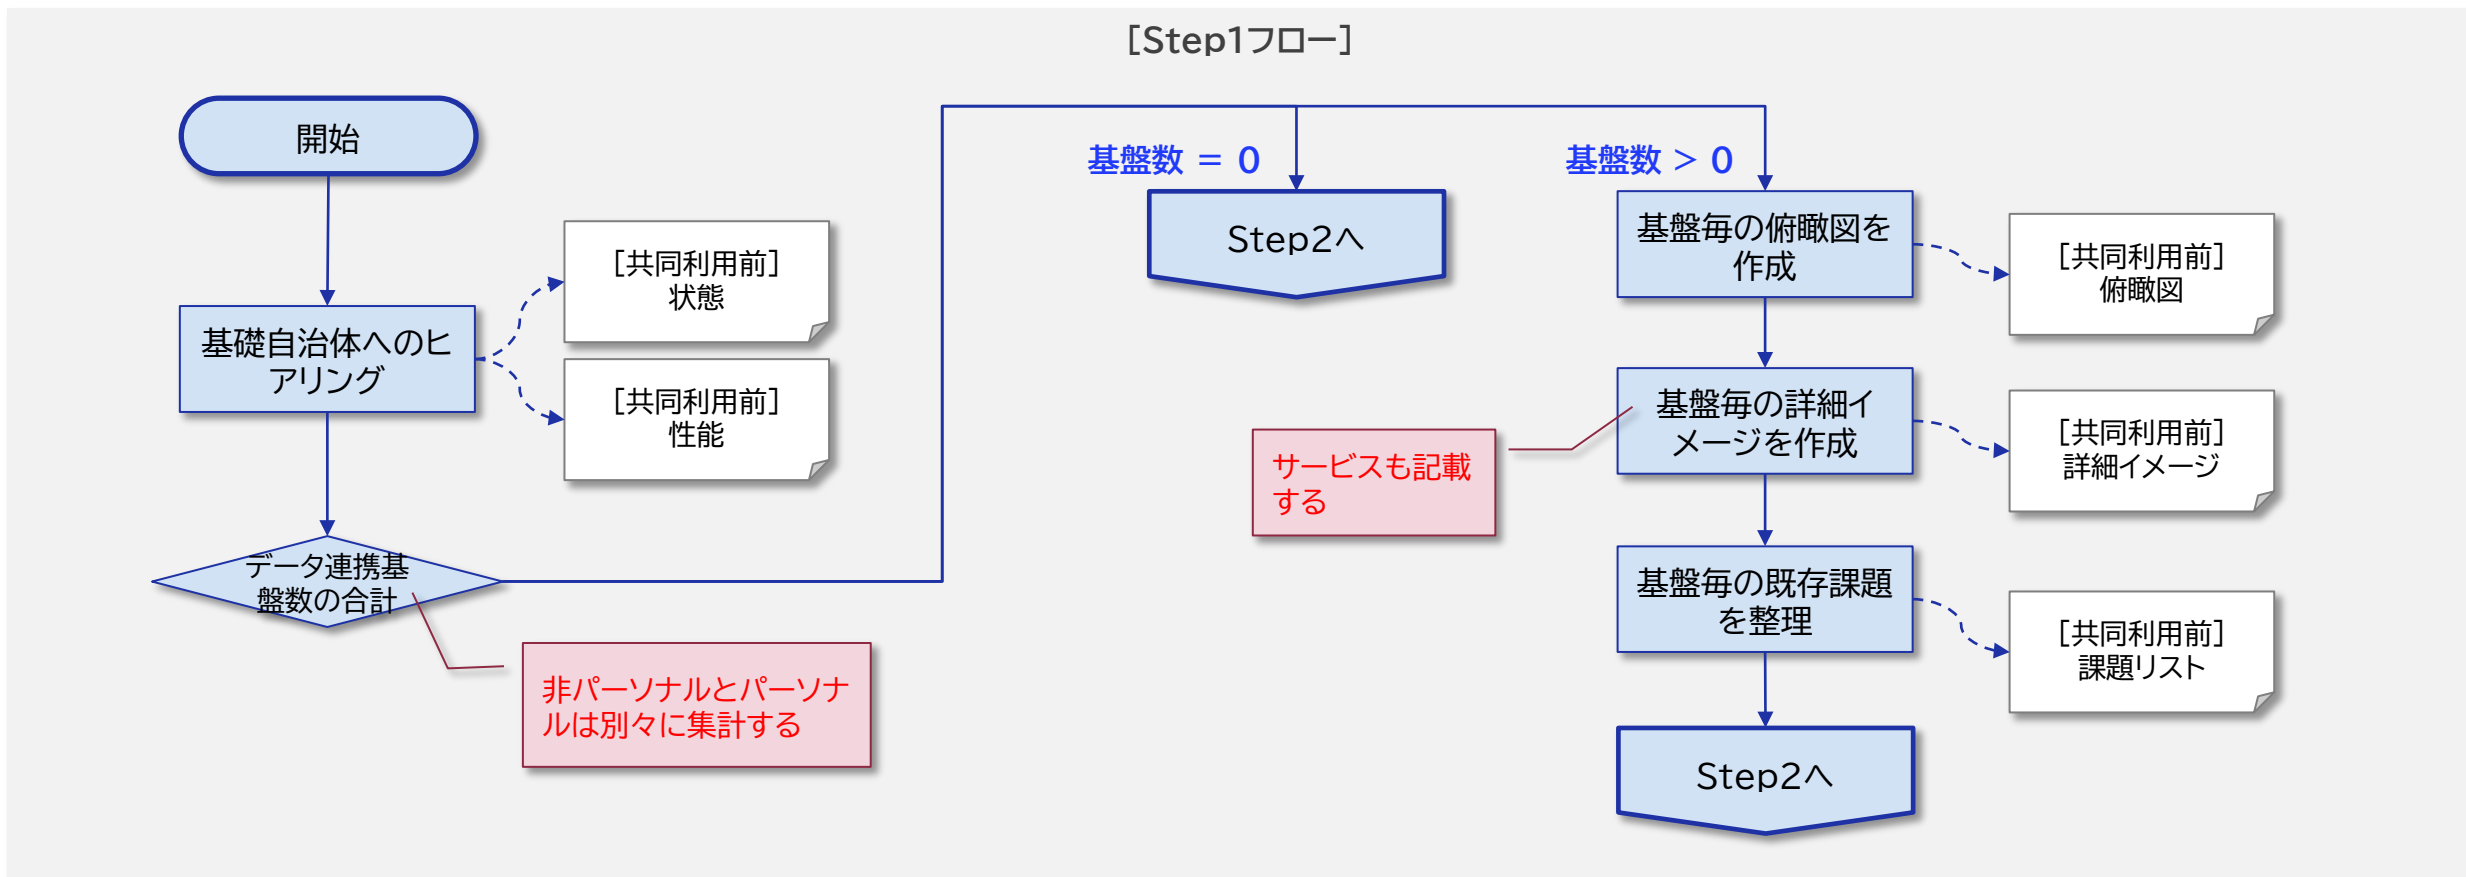 [Step1フロー]
開始
基礎自治体へのヒ
アリング
[共同利用前]
状態
[共同利用前]
性能
データ連携基
盤数の合計
非パーソナルとパーソナ
ルは別々に集計する
基盤数 = 0
Step2へ
基盤数 > 0
基盤毎の俯瞰図を
作成
[共同利用前]
俯瞰図
基盤毎の詳細イ
メージを作成
サービスも記載
する
[共同利用前]
詳細イメージ
基盤毎の既存課題
を整理
[共同利用前]
課題リスト
Step2へ